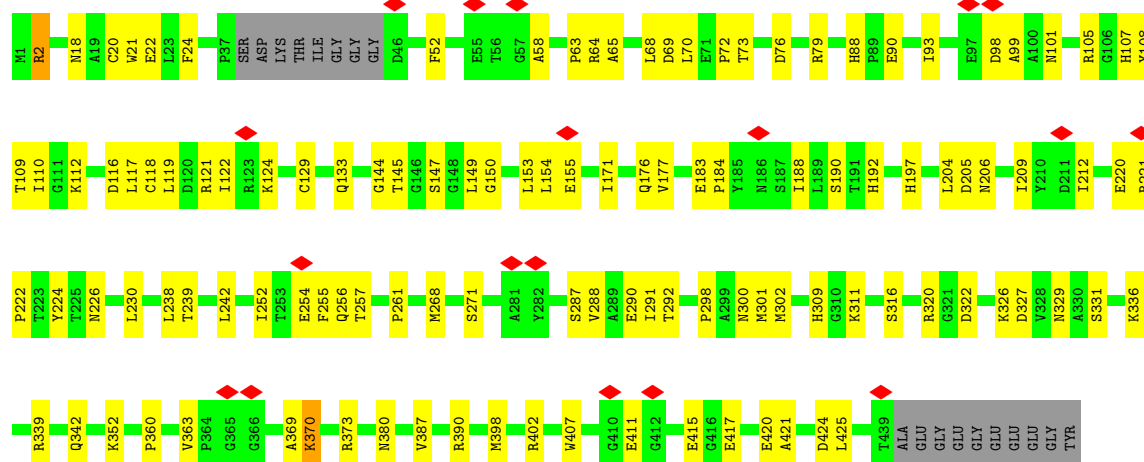 M1 R2 N18 A19 C20 W21 E22 L23 F24 P37 SER ASP LYS THR ILE GLY GLY GLY D46 F52 E55 T56 G57 A58 P63 R64 A65 L68 D69 L70 E71 P72 T73 D76 R79 H88 P89 E90 I93 E97 D98 A99 A100 N101 R105 G106 H107 Y108
T109 I110 G111 K112 D116 L117 C118 L119 D120 R121 I122 R123 K124 C129 Q133 G144 T145 G146 S147 G148 L149 G150 L153 L154 E155 I171 Q176 V177 E183 P184 Y185 N186 S187 I188 L189 S190 T191 H192 H197 L204 D205 N206 I209 Y210 D211 I212 E220 R221
P222 T223 Y224 T225 N226 L230 L238 T239 L242 I252 T253 E254 F255 Q256 T257 P261 M268 S271 A281 Y282 S287 V288 A289 E290 I291 T292 P298 A299 N300 M301 M302 H309 G310 K311 S316 R320 G321 D322 K326 D327 V328 N329 A330 S331 K336
R339 Q342 K352 P360 V363 P364 G365 G366 A369 K370 R373 N380 V387 R390 M398 R402 W407 G410 E411 G412 E415 G416 E417 E420 A421 D424 L425 T439 ALA GLU GLY GLU GLY GLU GLU GLU GLY TYR